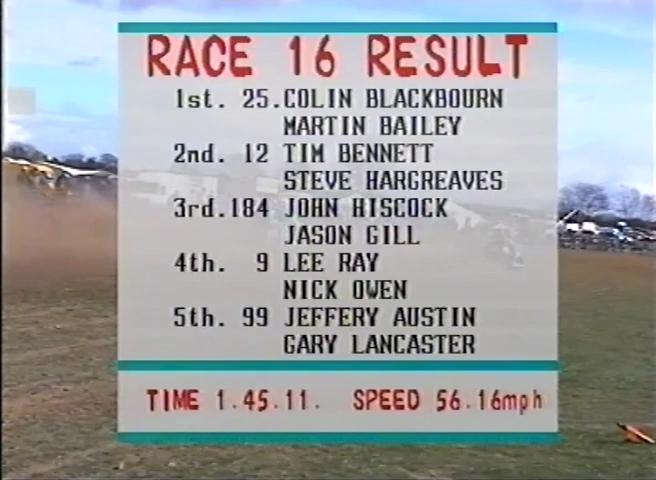 RACE 16 RESULT
1st. 25.COLIN BLACKBOURN
MARTIN BAILEY
2nd. 12 TIM BENNETT
STEVE HARGREAVES
3rd.184 JOHN HISCOCK
JASON GILL
4th. 9 LEE RAY
NICK OWEN
5th. 99 JEFFERY AUSTIN
GARY LANCASTER
TIME 1.45.11. SPEED 56.16mph